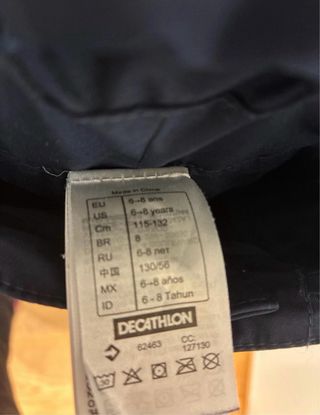 Made in China
EU 6→8 ans
US 6→8 years
Cm 115-132
BR 8
RU 6-8 лет
中国 130/56
MX 6→8 años
ID 6 - 8 Tahun
DECATHLON
62463 CC: 127130
30